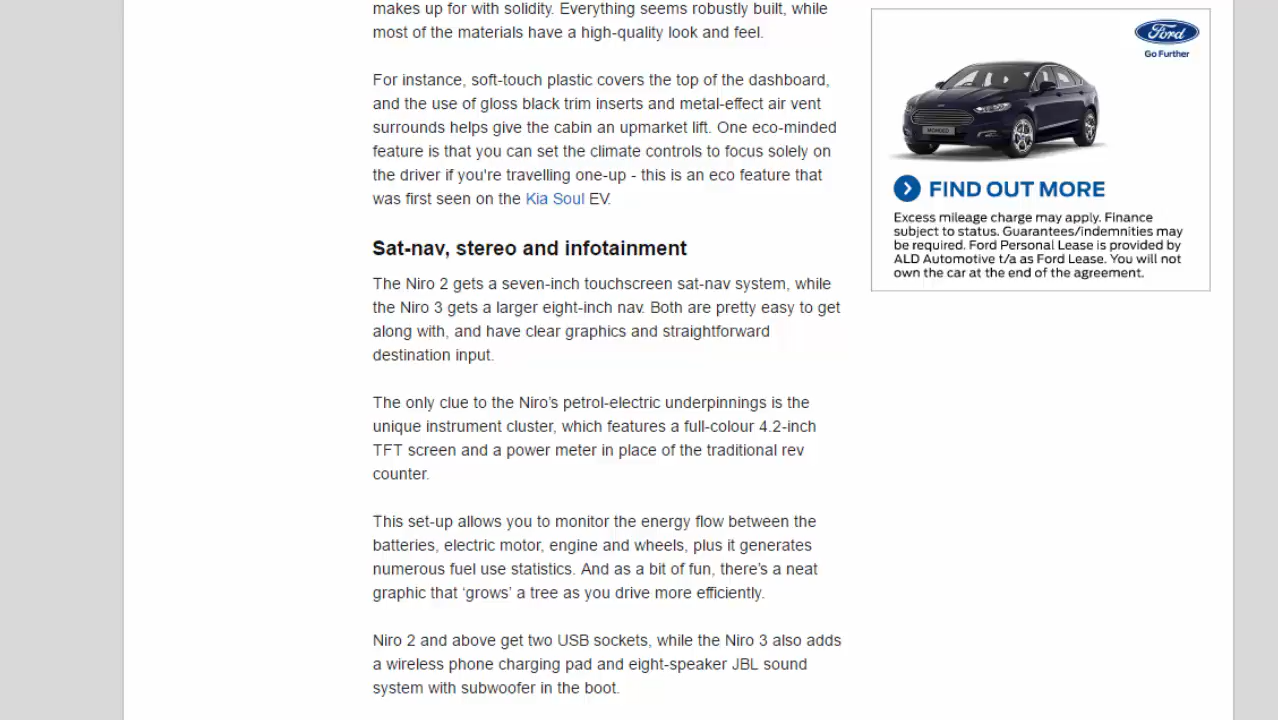 makes up for with solidity. Everything seems robustly built, while
most of the materials have a high-quality look and feel.
For instance, soft-touch plastic covers the top of the dashboard,
and the use of gloss black trim inserts and metal-effect air vent
surrounds helps give the cabin an upmarket lift. One eco-minded
feature is that you can set the climate controls to focus solely on
the driver if you're travelling one-up - this is an eco feature that
was first seen on the Kia Soul EV.
Sat-nav, stereo and infotainment
The Niro 2 gets a seven-inch touchscreen sat-nav system, while
the Niro 3 gets a larger eight-inch nav. Both are pretty easy to get
along with, and have clear graphics and straightforward
destination input.
The only clue to the Niro’s petrol-electric underpinnings is the
unique instrument cluster, which features a full-colour 4.2-inch
TFT screen and a power meter in place of the traditional rev
counter.
This set-up allows you to monitor the energy flow between the
batteries, electric motor, engine and wheels, plus it generates
numerous fuel use statistics. And as a bit of fun, there’s a neat
graphic that ‘grows’ a tree as you drive more efficiently.
Niro 2 and above get two USB sockets, while the Niro 3 also adds
a wireless phone charging pad and eight-speaker JBL sound
system with subwoofer in the boot.
Ford
Go Further
MONDEO
FIND OUT MORE
Excess mileage charge may apply. Finance
subject to status. Guarantees/indemnities may
be required. Ford Personal Lease is provided by
ALD Automotive t/a as Ford Lease. You will not
own the car at the end of the agreement.